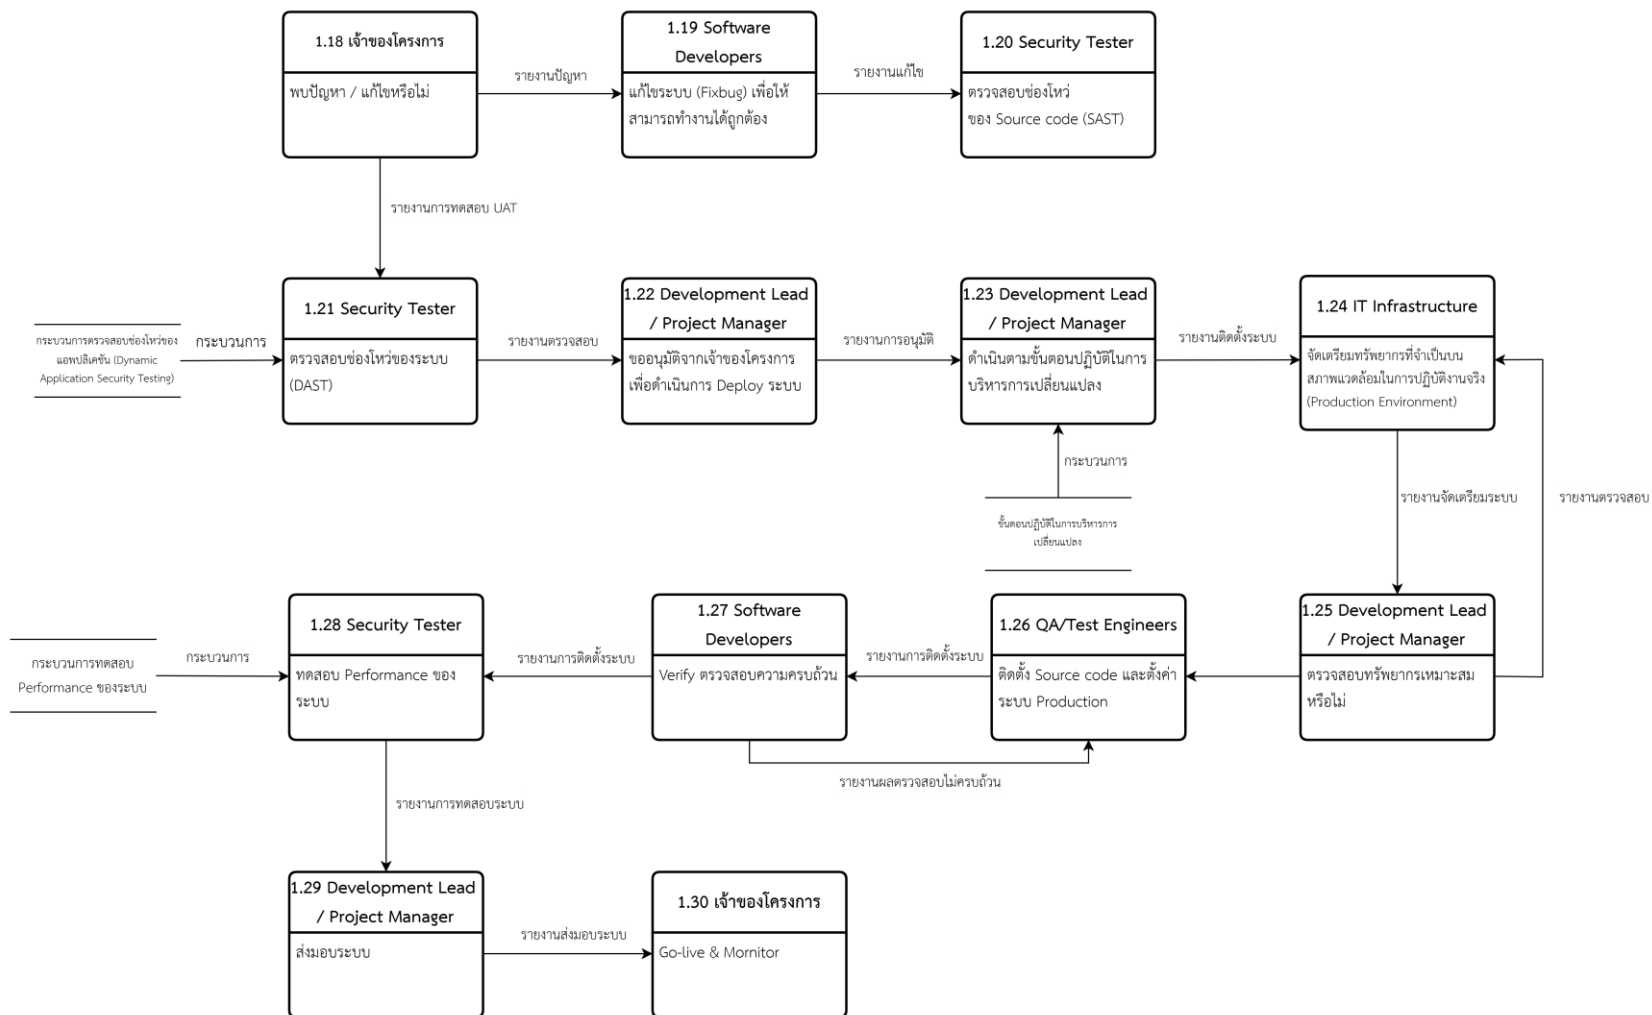 1.18 เจ้าของโครงการ
พบปัญหา / แก้ไขหรือไม่
รายงานปัญหา
1.19 Software
Developers
แก้ไขระบบ (Fixbug) เพื่อให้
สามารถทำงานได้ถูกต้อง
รายงานแก้ไข
1.20 Security Tester
ตรวจสอบช่องโหว่
ของ Source code (SAST)
รายงานการทดสอบ UAT
กระบวนการตรวจสอบช่องโหว่ของ
แอพปลิเคชัน (Dynamic
Application Security Testing)
กระบวนการ
1.21 Security Tester
ตรวจสอบช่องโหว่ของระบบ
(DAST)
รายงานตรวจสอบ
1.22 Development Lead
/ Project Manager
ขออนุมัติจากเจ้าของโครงการ
เพื่อดำเนินการ Deploy ระบบ
รายงานการอนุมัติ
1.23 Development Lead
/ Project Manager
ดำเนินตามขั้นตอนปฏิบัติในการ
บริหารการเปลี่ยนแปลง
รายงานติดตั้งระบบ
1.24 IT Infrastructure
จัดเตรียมทรัพยากรที่จำเป็นบน
สภาพแวดล้อมในการปฏิบัติงานจริง
(Production Environment)
กระบวนการ
ขั้นตอนปฏิบัติในการบริหารการ
เปลี่ยนแปลง
รายงานจัดเตรียมระบบ
รายงานตรวจสอบ
กระบวนการทดสอบ
Performance ของระบบ
กระบวนการ
1.28 Security Tester
ทดสอบ Performance ของ
ระบบ
รายงานการติดตั้งระบบ
1.27 Software
Developers
Verify ตรวจสอบความครบถ้วน
รายงานการติดตั้งระบบ
1.26 QA/Test Engineers
ติดตั้ง Source code และตั้งค่า
ระบบ Production
1.25 Development Lead
/ Project Manager
ตรวจสอบทรัพยากรเหมาะสม
หรือไม่
รายงานผลตรวจสอบไม่ครบถ้วน
รายงานการทดสอบระบบ
1.29 Development Lead
/ Project Manager
ส่งมอบระบบ
รายงานส่งมอบระบบ
1.30 เจ้าของโครงการ
Go-live & Mornitor